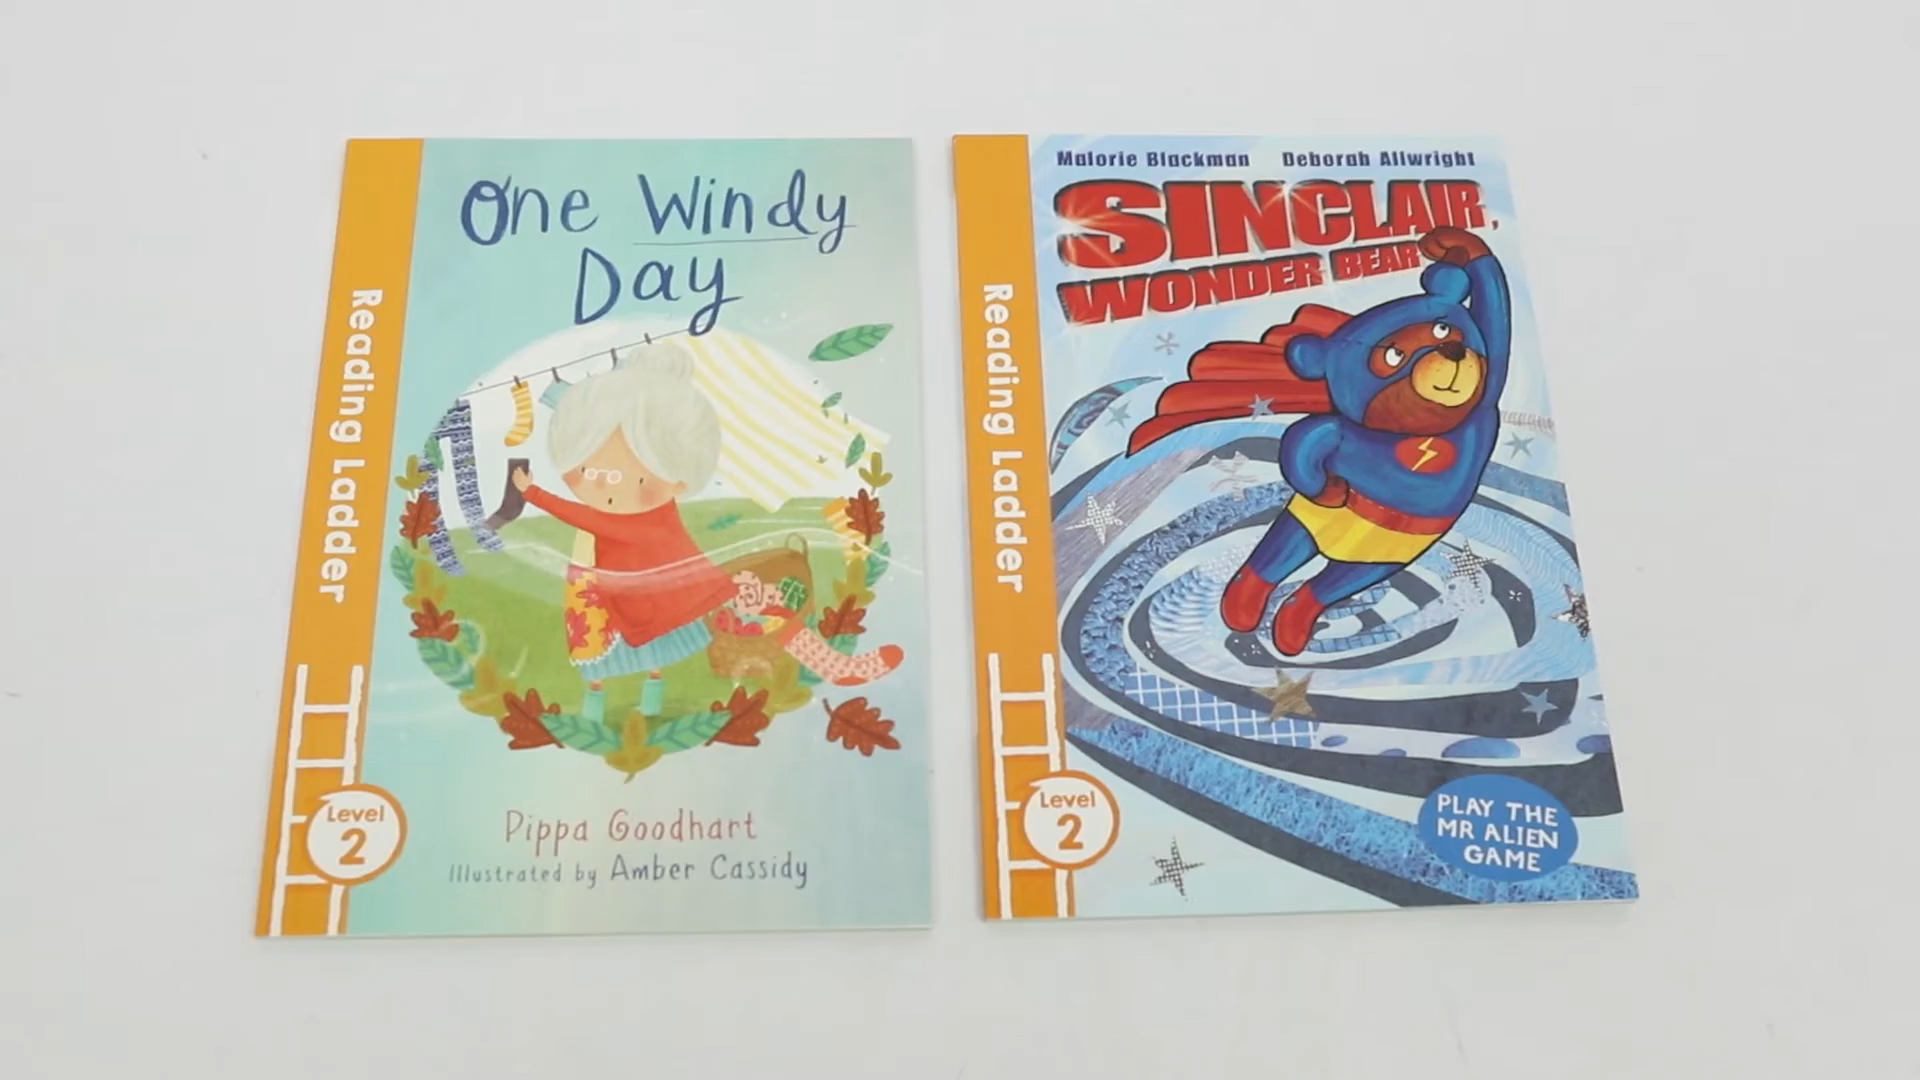 One Windy
Day
Reading Ladder
Level
2
Pippa Goodhart
Illustrated by Amber Cassidy
Malorie Blackman Deborah Allwright
SINCLAIR,
WONDER BEAR
Reading Ladder
Level
2
PLAY THE
MR ALIEN
GAME